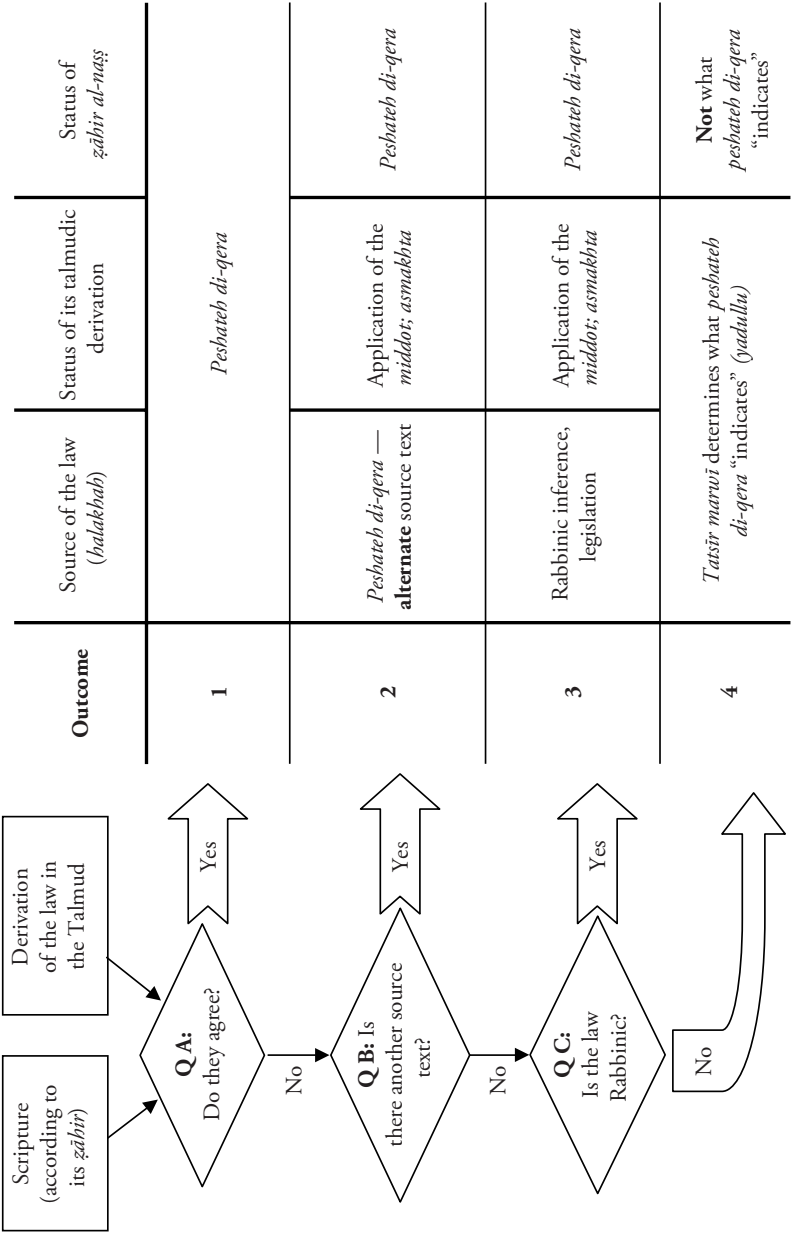 Scripture
(according to
its ẓāhir)
Derivation
of the law in
the Talmud
Q A:
Do they agree?
Yes
No
Q B: Is
there another source
text?
Yes
No
Q C:
Is the law
Rabbinic?
Yes
No
Outcome
Source of the law
(halakhah)
Status of its talmudic
derivation
Status of
ẓāhir al-naṣṣ
1
Peshateh di-qera
2
Peshateh di-qera —
alternate source text
Application of the
middot; asmakhta
Peshateh di-qera
3
Rabbinic inference,
legislation
Application of the
middot; asmakhta
Peshateh di-qera
4
Tatsīr marwī determines what peshateh
di-qera “indicates” (yadullu)
Not what
peshateh di-qera
“indicates”